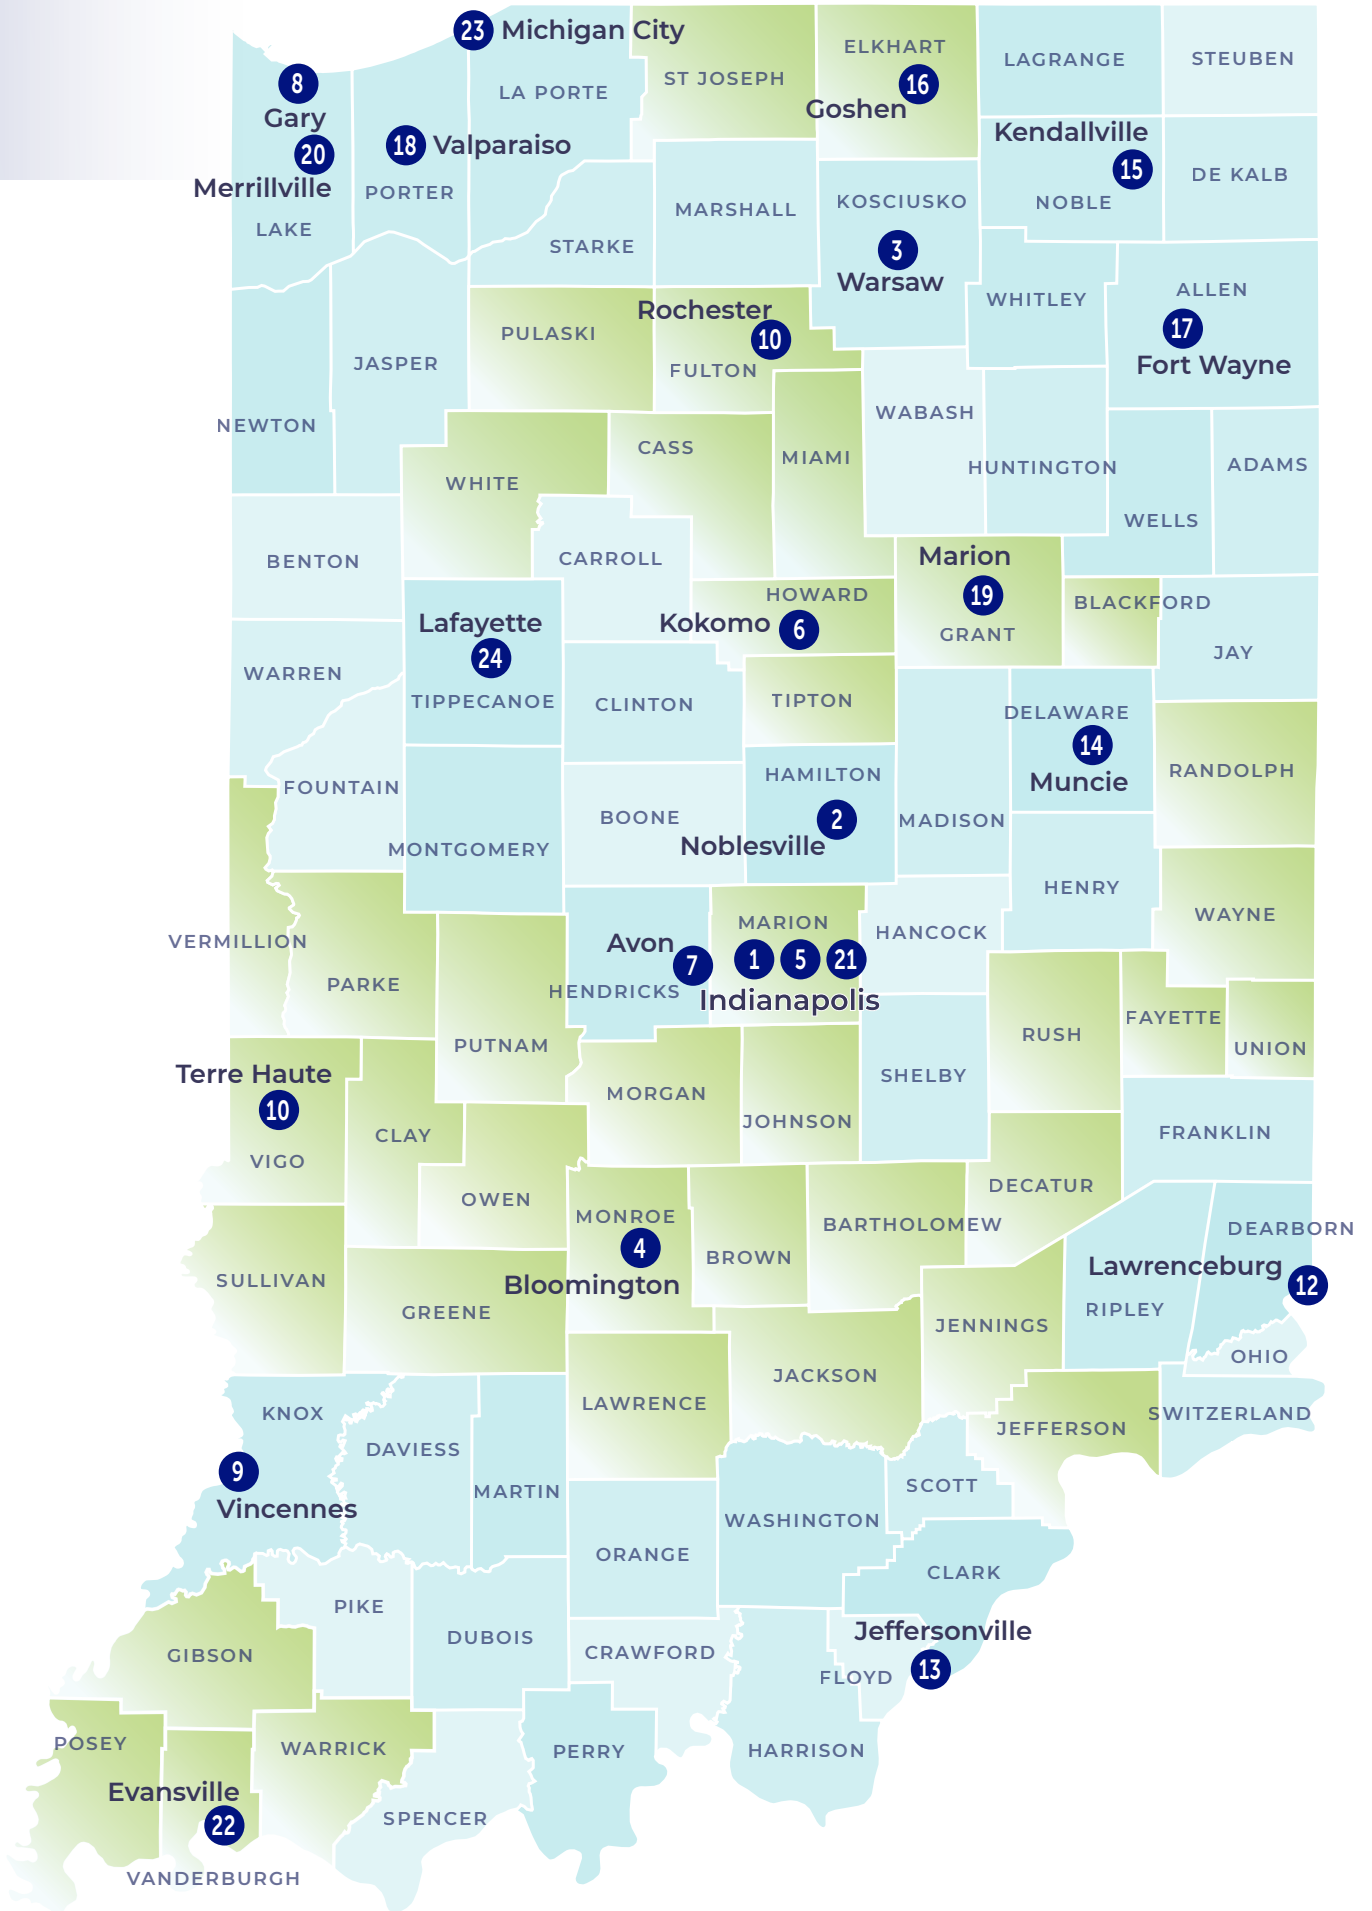 23 Michigan City
ELKHART
LAGRANGE
STEUBEN
8
Gary
LA PORTE
ST JOSEPH
16
Goshen
18 Valparaiso
20
Merrillville
PORTER
LAKE
Kendallville
15
NOBLE
DE KALB
MARSHALL
KOSCIUSKO
3
Warsaw
STARKE
WHITLEY
ALLEN
17
Fort Wayne
PULASKI
Rochester
10
FULTON
JASPER
NEWTON
WABASH
CASS
MIAMI
HUNTINGTON
ADAMS
WHITE
WELLS
BENTON
CARROLL
Marion
19
GRANT
HOWARD
Kokomo 6
BLACKFORD
JAY
Lafayette
24
TIPPECANOE
WARREN
CLINTON
TIPTON
DELAWARE
14
Muncie
RANDOLPH
FOUNTAIN
HAMILTON
2
Noblesville
BOONE
MADISON
MONTGOMERY
HENRY
WAYNE
VERMILLION
Avon
7
HENDRICKS
MARION
1 5 21
Indianapolis
HANCOCK
PARKE
PUTNAM
RUSH
FAYETTE
UNION
Terre Haute
10
VIGO
MORGAN
JOHNSON
SHELBY
CLAY
FRANKLIN
OWEN
DECATUR
MONROE
4
Bloomington
BROWN
BARTHOLOMEW
DEARBORN
Lawrenceburg
12
RIPLEY
SULLIVAN
GREENE
JENNINGS
OHIO
JACKSON
LAWRENCE
KNOX
9
Vincennes
DAVIESS
JEFFERSON
SWITZERLAND
MARTIN
SCOTT
WASHINGTON
ORANGE
CLARK
PIKE
DUBOIS
Jeffersonville
13
FLOYD
GIBSON
CRAWFORD
POSEY
WARRICK
PERRY
HARRISON
Evansville
22
SPENCER
VANDERBURGH